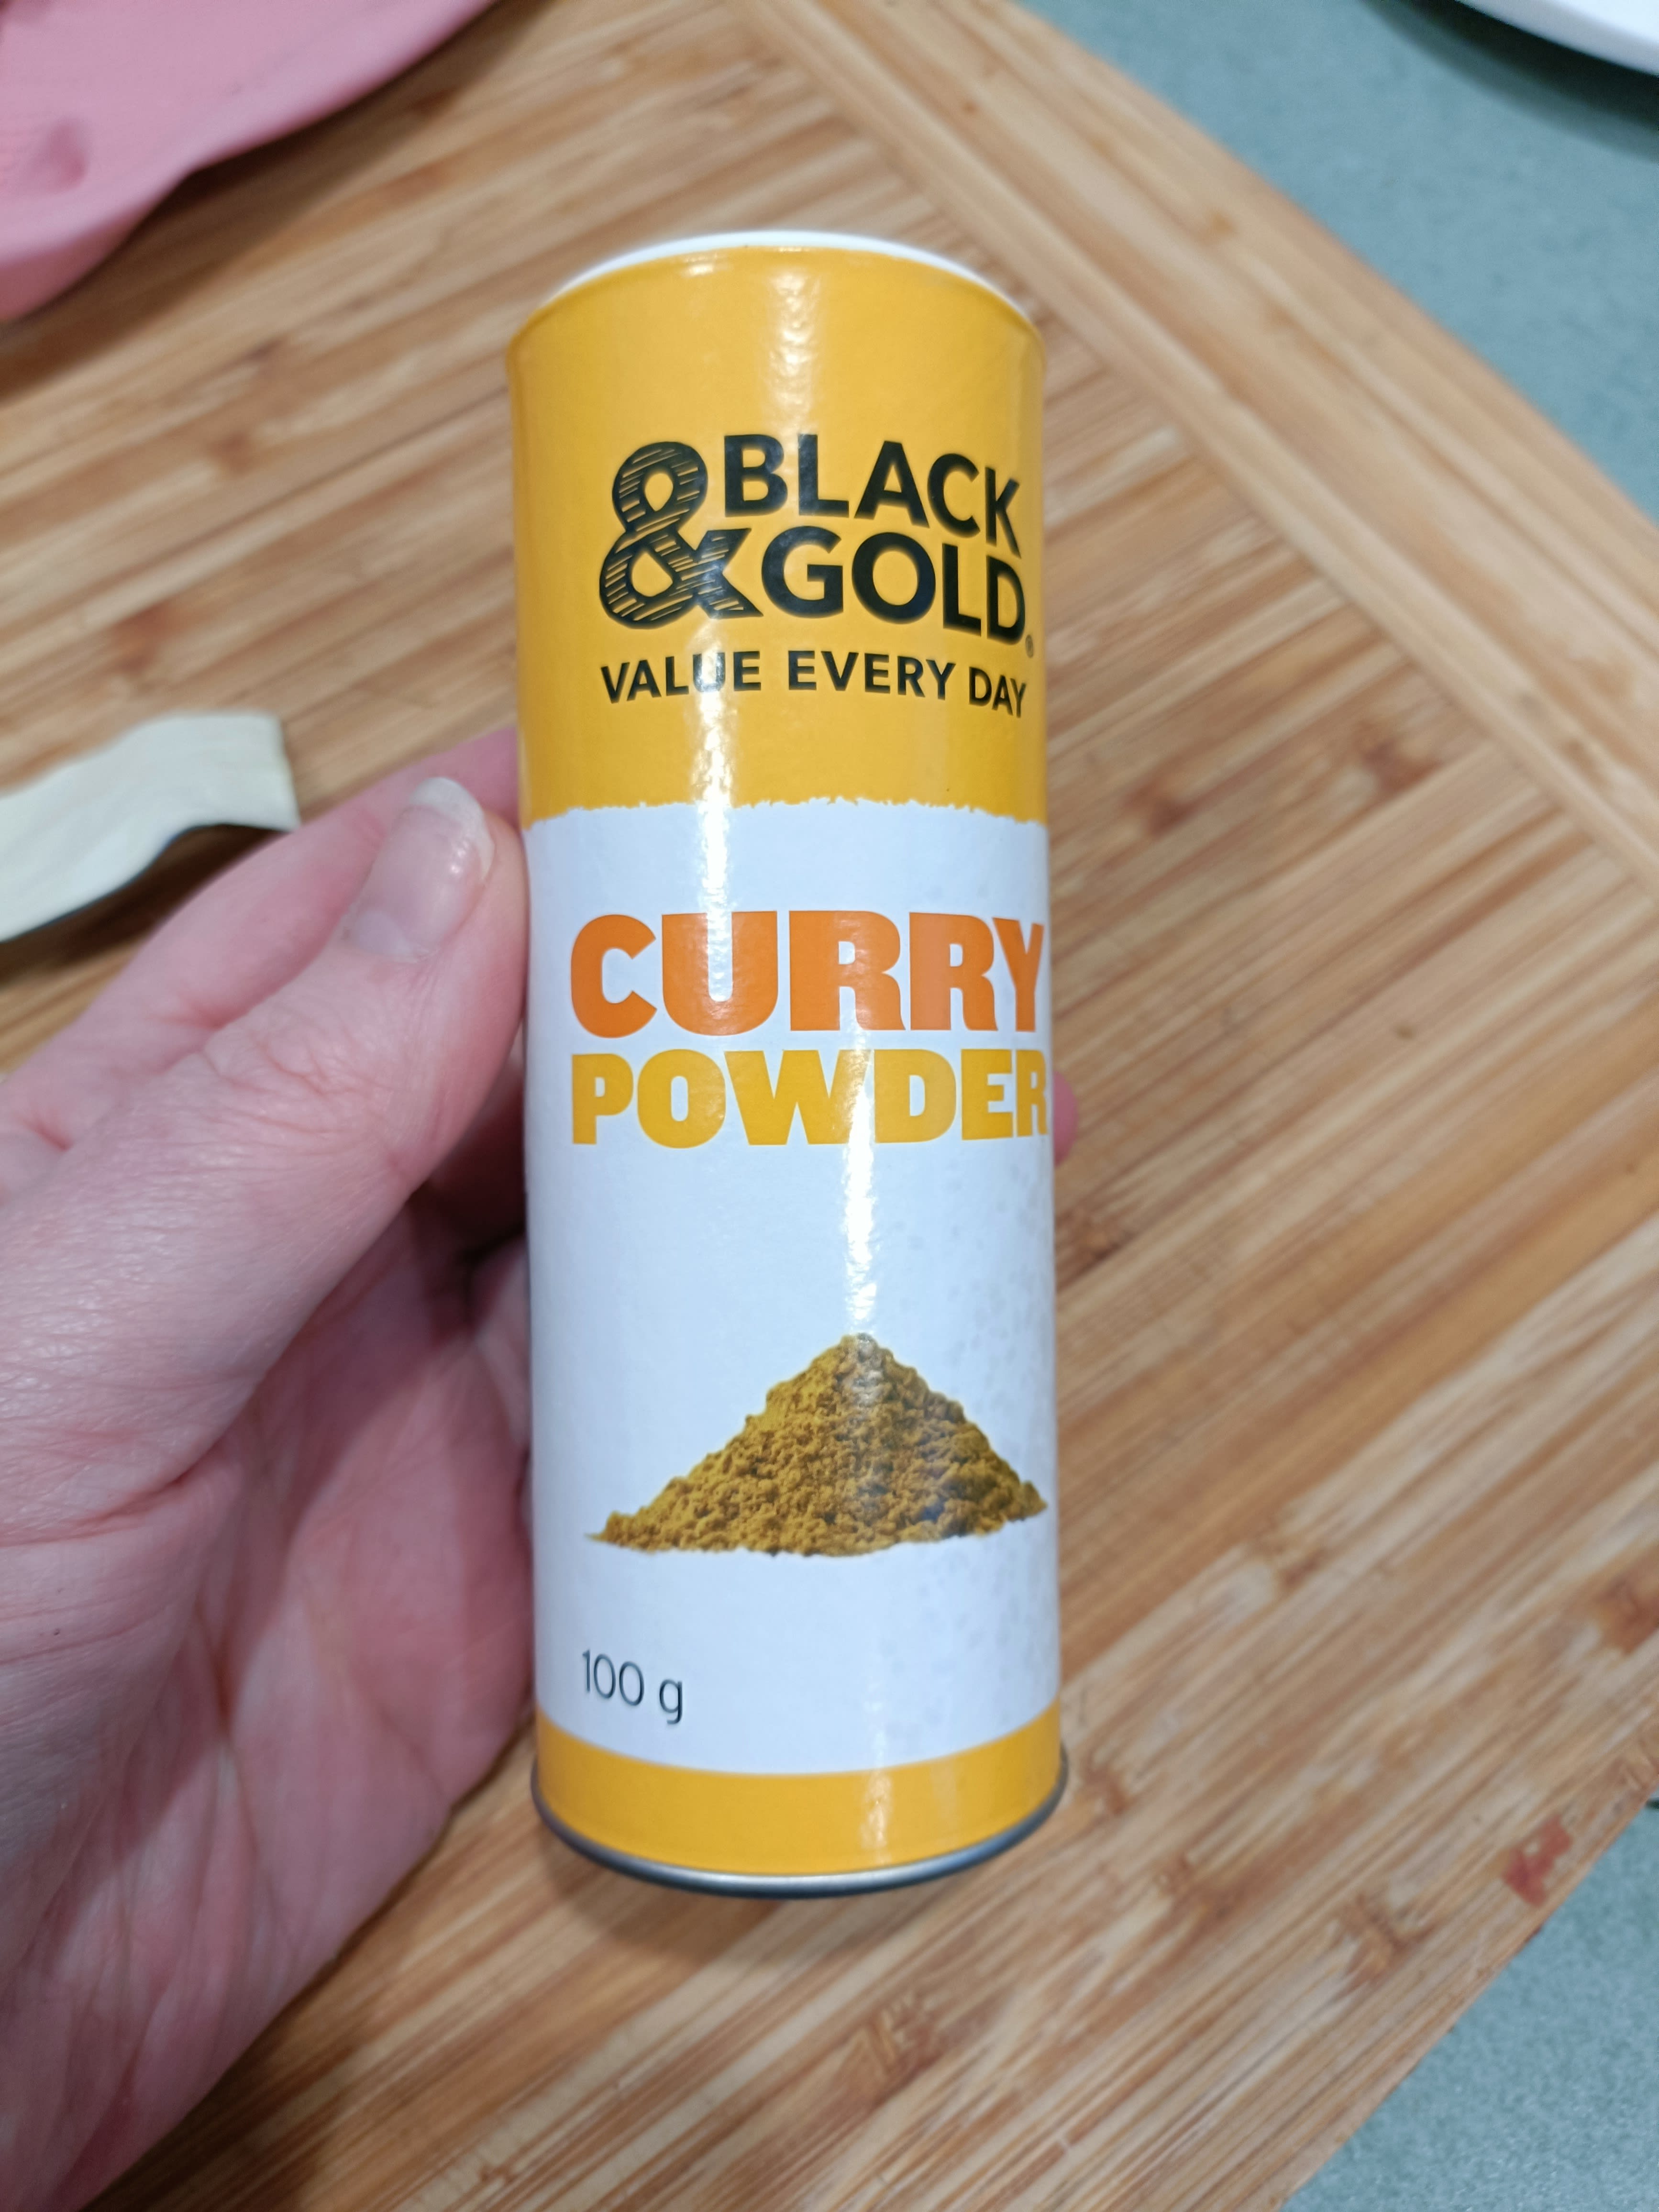 BLACK
& GOLD®
VALUE EVERY DAY
CURRY
POWDER
100 g